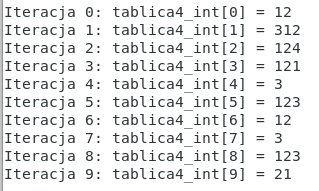 Iteracja 0: tablica4_int[0] = 12
Iteracja 1: tablica4_int[1] = 312
Iteracja 2: tablica4_int[2] = 124
Iteracja 3: tablica4_int[3] = 121
Iteracja 4: tablica4_int[4] = 3
Iteracja 5: tablica4_int[5] = 123
Iteracja 6: tablica4_int[6] = 12
Iteracja 7: tablica4_int[7] = 3
Iteracja 8: tablica4_int[8] = 123
Iteracja 9: tablica4_int[9] = 21